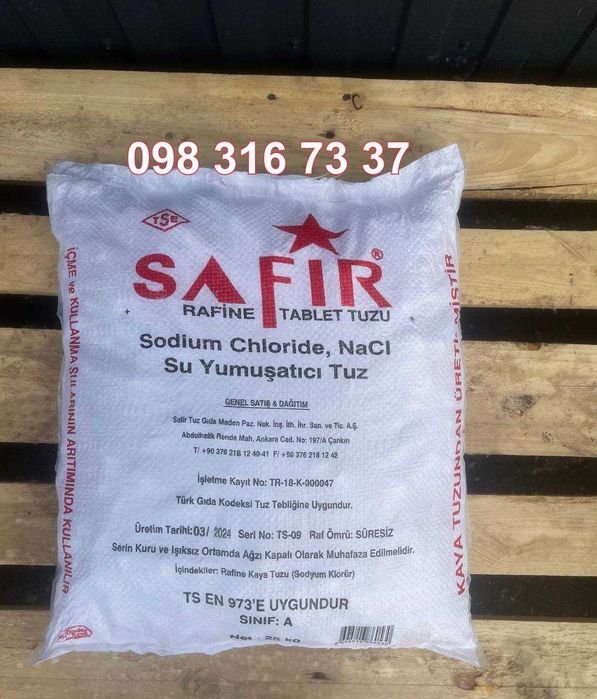 098 316 73 37
TSE
SAFİR®
RAFİNE TABLET TUZU
Sodium Chloride, NaCl
Su Yumuşatıcı Tuz
GENEL SATIŞ & DAĞITIM
Safir Tuz Gıda Maden Paz. Nak. İnş. İth. İhr. San. ve Tic. A.Ş.
Abdulhalik Renda Mah. Ankara Cad. No: 197/A Çankırı
T/ +90 376 218 12 40-41 F/ +90 376 218 12 42
İşletme Kayıt No: TR-18-K-000047
Türk Gıda Kodeksi Tuz Tebliğine Uygundur.
Üretim Tarihi:03/ 2024 Seri No: TS-09 Raf Ömrü: SÜRESİZ
Serin Kuru ve Işıksız Ortamda Ağzı Kapalı Olarak Muhafaza Edilmelidir.
İçindekiler: Rafine Kaya Tuzu (Sodyum Klorür)
TS EN 973'E UYGUNDUR
SINIF: A
Net - 25 kg
İÇME ve KULLANMA SULARININ ARITIMINDA KULLANILIR
KAYA TUZUNDAN ÜRETİLMİŞTİR